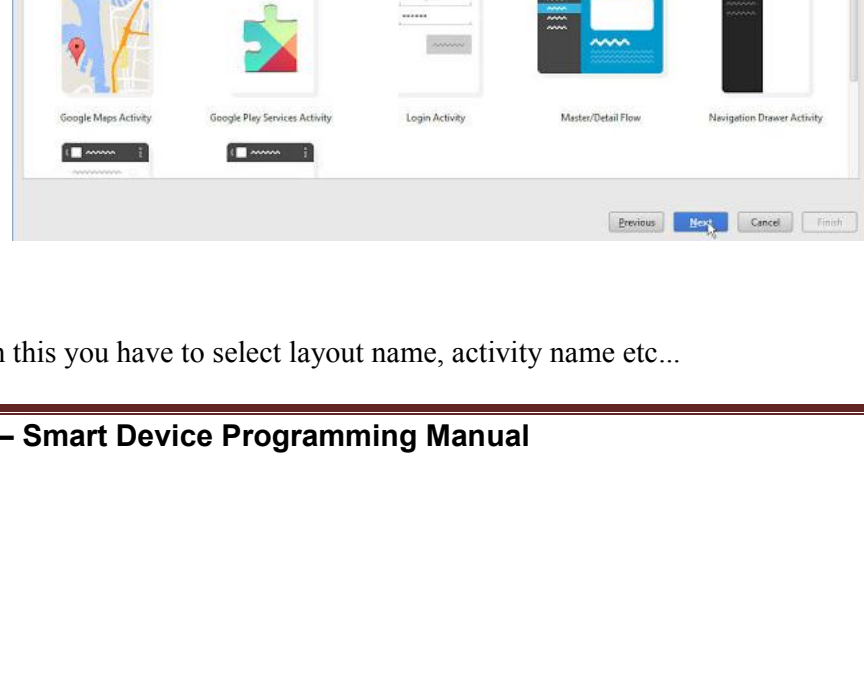 Google Maps Activity Google Play Services Activity Login Activity Master/Detail Flow Navigation Drawer Activity
Previous Next Cancel Finish
this you have to select layout name, activity name etc...
– Smart Device Programming Manual